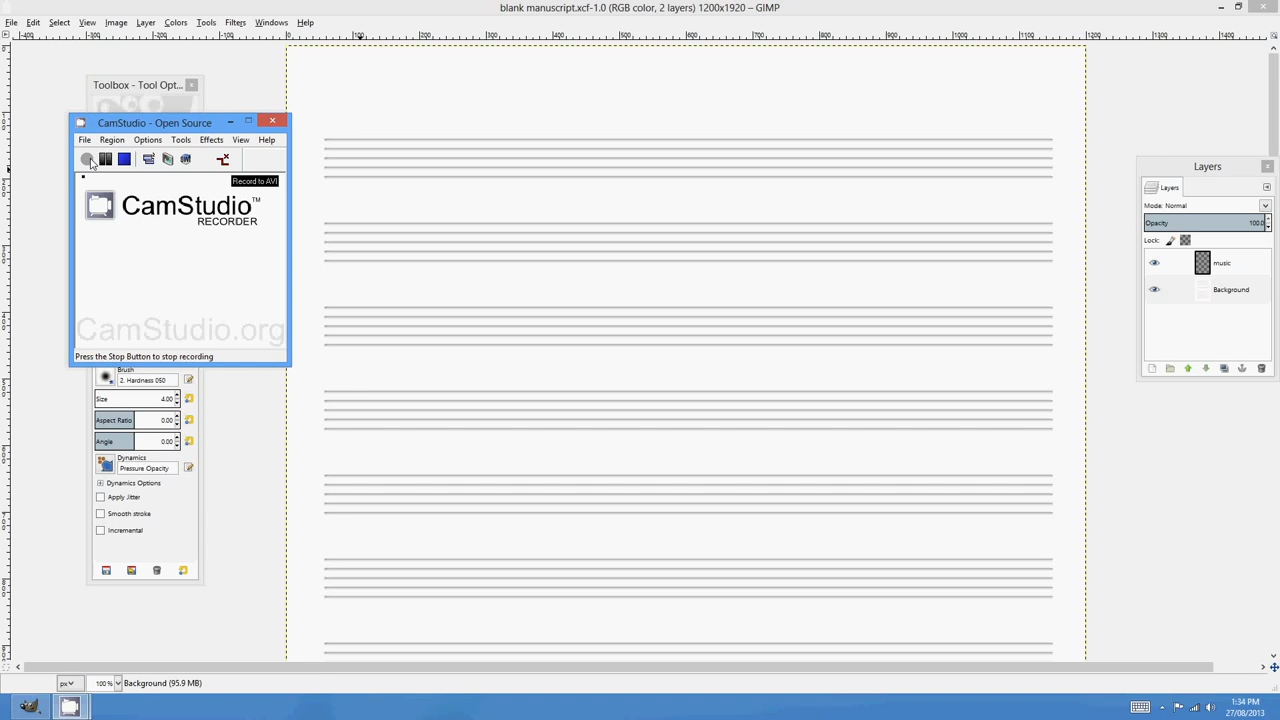 blank manuscript.xcf-1.0 (RGB color, 2 layers) 1200x1920 – GIMP
File Edit Select View Image Layer Colors Tools Filters Windows Help
Toolbox - Tool Opt...
CamStudio - Open Source
File Region Options Tools Effects View Help
Record to AVI
CamStudio™
RECORDER
CamStudio.org
Press the Stop Button to stop recording
Brush
2. Hardness 050
Size 4.00
Aspect Ratio 0.00
Angle 0.00
Dynamics
Pressure Opacity
Dynamics Options
Apply Jitter
Smooth stroke
Incremental
Layers
Layers
Mode: Normal
Opacity 100.0
Lock:
music
Background
px 100% Background (95.9 MB)
1:34 PM
27/08/2013